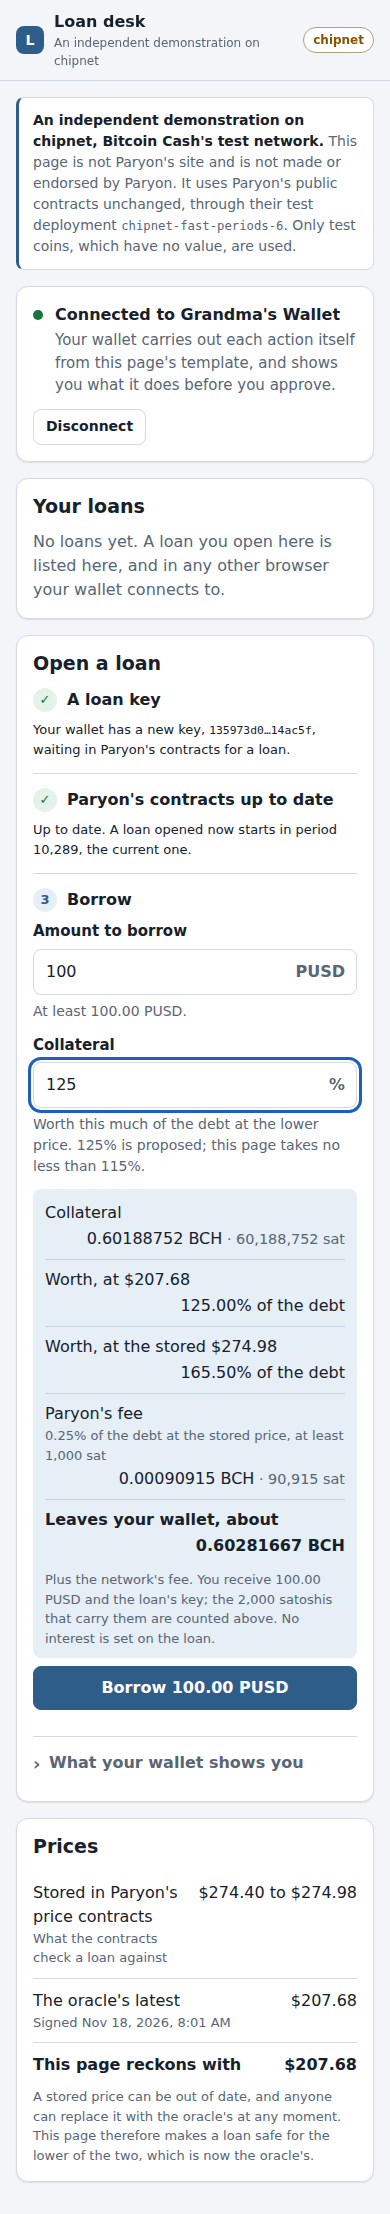 L
Loan desk
An independent demonstration on
chipnet
chipnet
An independent demonstration on
chipnet, Bitcoin Cash's test network. This
page is not Paryon's site and is not made or
endorsed by Paryon. It uses Paryon's public
contracts unchanged, through their test
deployment chipnet-fast-periods-6. Only test
coins, which have no value, are used.
Connected to Grandma's Wallet
Your wallet carries out each action itself
from this page's template, and shows
you what it does before you approve.
Disconnect
Your loans
No loans yet. A loan you open here is
listed here, and in any other browser
your wallet connects to.
Open a loan
✓ A loan key
Your wallet has a new key, 135973d0…14ac5f,
waiting in Paryon's contracts for a loan.
✓ Paryon's contracts up to date
Up to date. A loan opened now starts in period
10,289, the current one.
3 Borrow
Amount to borrow
100 PUSD
At least 100.00 PUSD.
Collateral
125 %
Worth this much of the debt at the lower
price. 125% is proposed; this page takes no
less than 115%.
Collateral
0.60188752 BCH · 60,188,752 sat
Worth, at $207.68
125.00% of the debt
Worth, at the stored $274.98
165.50% of the debt
Paryon's fee
0.25% of the debt at the stored price, at least
1,000 sat
0.00090915 BCH · 90,915 sat
Leaves your wallet, about
0.60281667 BCH
Plus the network's fee. You receive 100.00
PUSD and the loan's key; the 2,000 satoshis
that carry them are counted above. No
interest is set on the loan.
Borrow 100.00 PUSD
› What your wallet shows you
Prices
Stored in Paryon's $274.40 to $274.98
price contracts
What the contracts
check a loan against
The oracle's latest $207.68
Signed Nov 18, 2026, 8:01 AM
This page reckons with $207.68
A stored price can be out of date, and anyone
can replace it with the oracle's at any moment.
This page therefore makes a loan safe for the
lower of the two, which is now the oracle's.